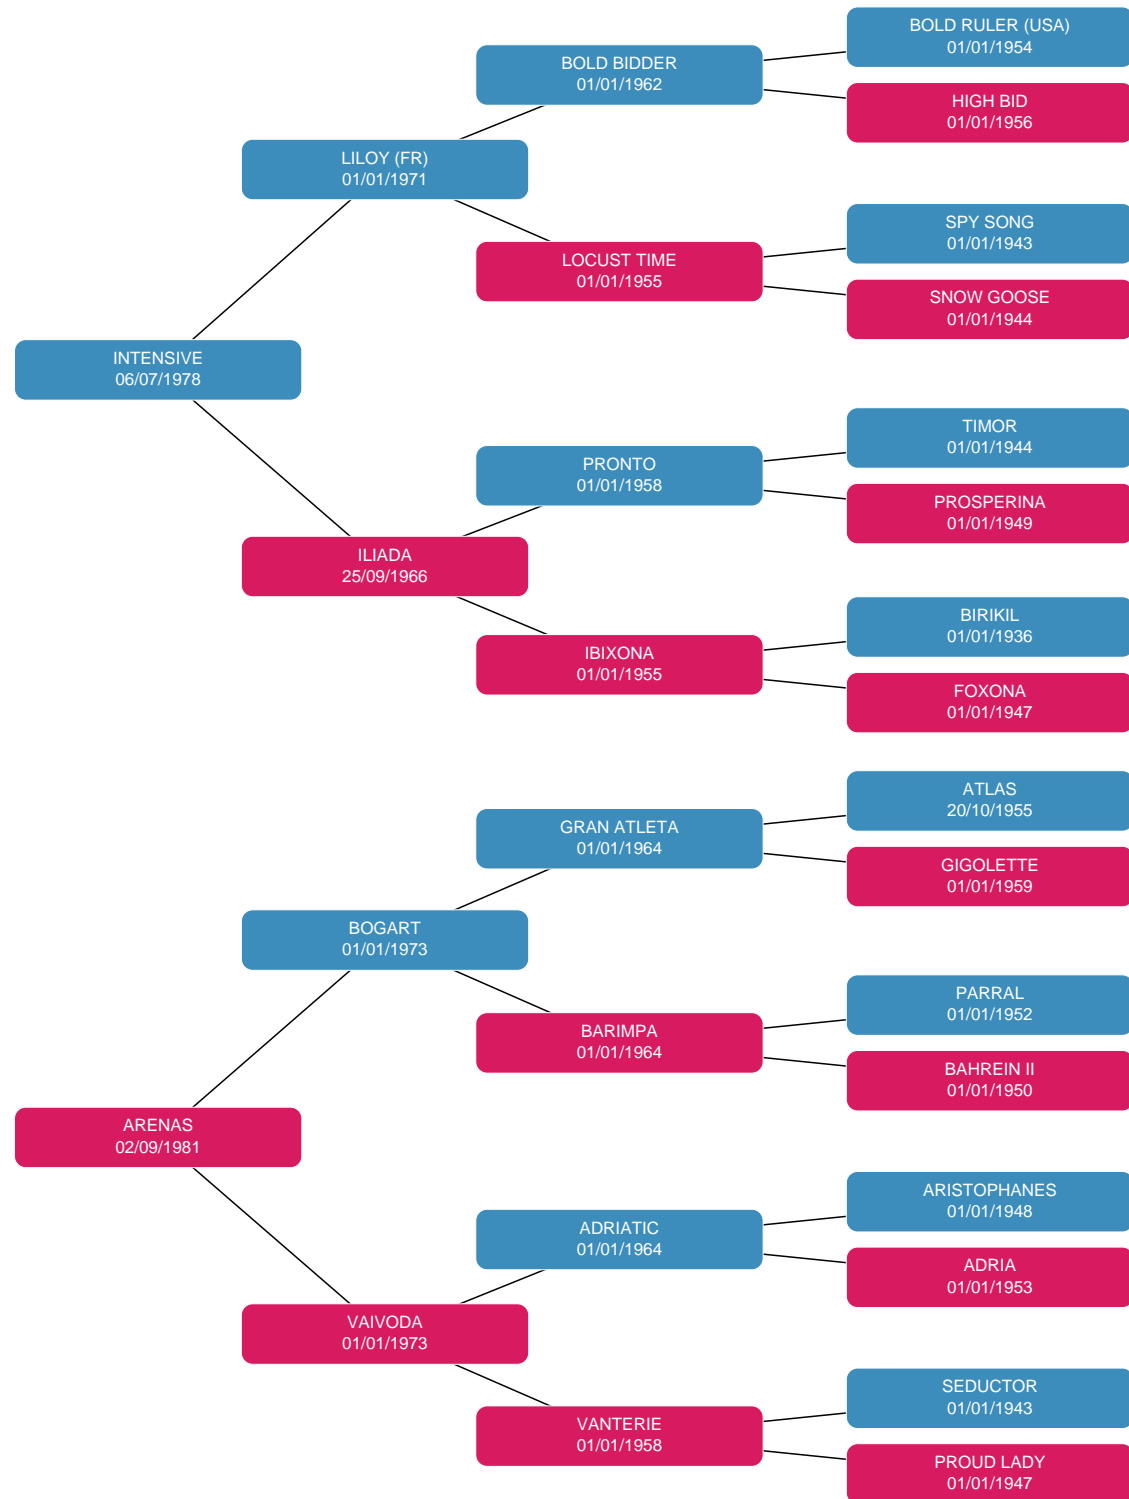 BOLD RULER (USA)
01/01/1954
BOLD BIDDER
01/01/1962
HIGH BID
01/01/1956
LILOY (FR)
01/01/1971
SPY SONG
01/01/1943
LOCUST TIME
01/01/1955
SNOW GOOSE
01/01/1944
INTENSIVE
06/07/1978
TIMOR
01/01/1944
PRONTO
01/01/1958
PROSPERINA
01/01/1949
ILIADA
25/09/1966
BIRIKIL
01/01/1936
IBIXONA
01/01/1955
FOXONA
01/01/1947
ATLAS
20/10/1955
GRAN ATLETA
01/01/1964
GIGOLETTE
01/01/1959
BOGART
01/01/1973
PARRAL
01/01/1952
BARIMPA
01/01/1964
BAHREIN II
01/01/1950
ARENAS
02/09/1981
ARISTOPHANES
01/01/1948
ADRIATIC
01/01/1964
ADRIA
01/01/1953
VAIVODA
01/01/1973
SEDUCTOR
01/01/1943
VANTERIE
01/01/1958
PROUD LADY
01/01/1947